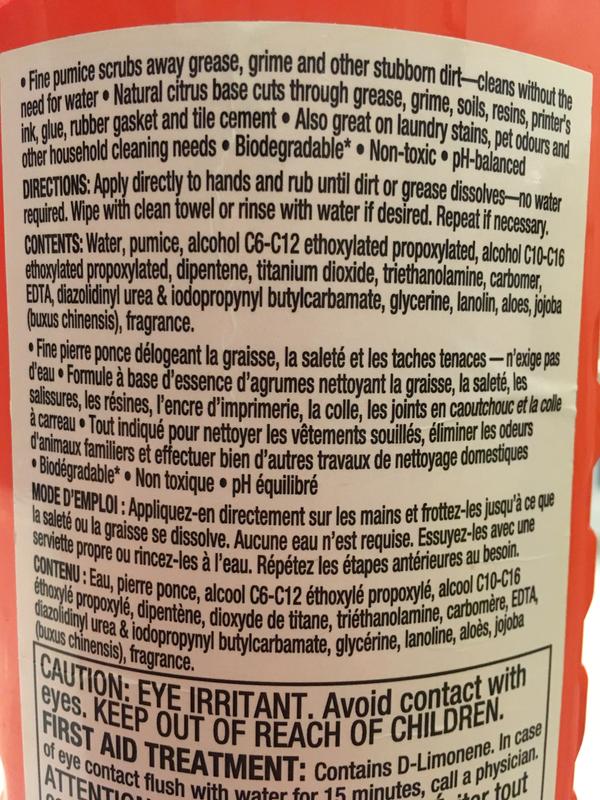 • Fine pumice scrubs away grease, grime and other stubborn dirt—cleans without the
need for water • Natural citrus base cuts through grease, grime, soils, resins, printer's
ink, glue, rubber gasket and tile cement • Also great on laundry stains, pet odours and
other household cleaning needs • Biodegradable* • Non-toxic • pH-balanced
DIRECTIONS: Apply directly to hands and rub until dirt or grease dissolves—no water
required. Wipe with clean towel or rinse with water if desired. Repeat if necessary.
CONTENTS: Water, pumice, alcohol C6-C12 ethoxylated propoxylated, alcohol C10-C16
ethoxylated propoxylated, dipentene, titanium dioxide, triethanolamine, carbomer,
EDTA, diazolidinyl urea & iodopropynyl butylcarbamate, glycerine, lanolin, aloes, jojoba
(buxus chinensis), fragrance.
• Fine pierre ponce délogeant la graisse, la saleté et les taches tenaces — n'exige pas
d'eau • Formule à base d'essence d'agrumes nettoyant la graisse, la saleté, les
salissures, les résines, l'encre d'imprimerie, la colle, les joints en caoutchouc et la colle
à carreau • Tout indiqué pour nettoyer les vêtements souillés, éliminer les odeurs
d'animaux familiers et effectuer bien d'autres travaux de nettoyage domestiques
• Biodégradable* • Non toxique • pH équilibré
MODE D'EMPLOI : Appliquez-en directement sur les mains et frottez-les jusqu'à ce que
la saleté ou la graisse se dissolve. Aucune eau n'est requise. Essuyez-les avec une
serviette propre ou rincez-les à l'eau. Répétez les étapes antérieures au besoin.
CONTENU : Eau, pierre ponce, alcool C6-C12 éthoxylé propoxylé, alcool C10-C16
éthoxylé propoxylé, dipentène, dioxyde de titane, triéthanolamine, carbomère, EDTA,
diazolidinyl urea & iodopropynyl butylcarbamate, glycérine, lanoline, aloès, jojoba
(buxus chinensis), fragrance.
CAUTION: EYE IRRITANT. Avoid contact with
eyes. KEEP OUT OF REACH OF CHILDREN.
FIRST AID TREATMENT: Contains D-Limonene. In case
of eye contact flush with water for 15 minutes, call a physician.
ATTENTION tout